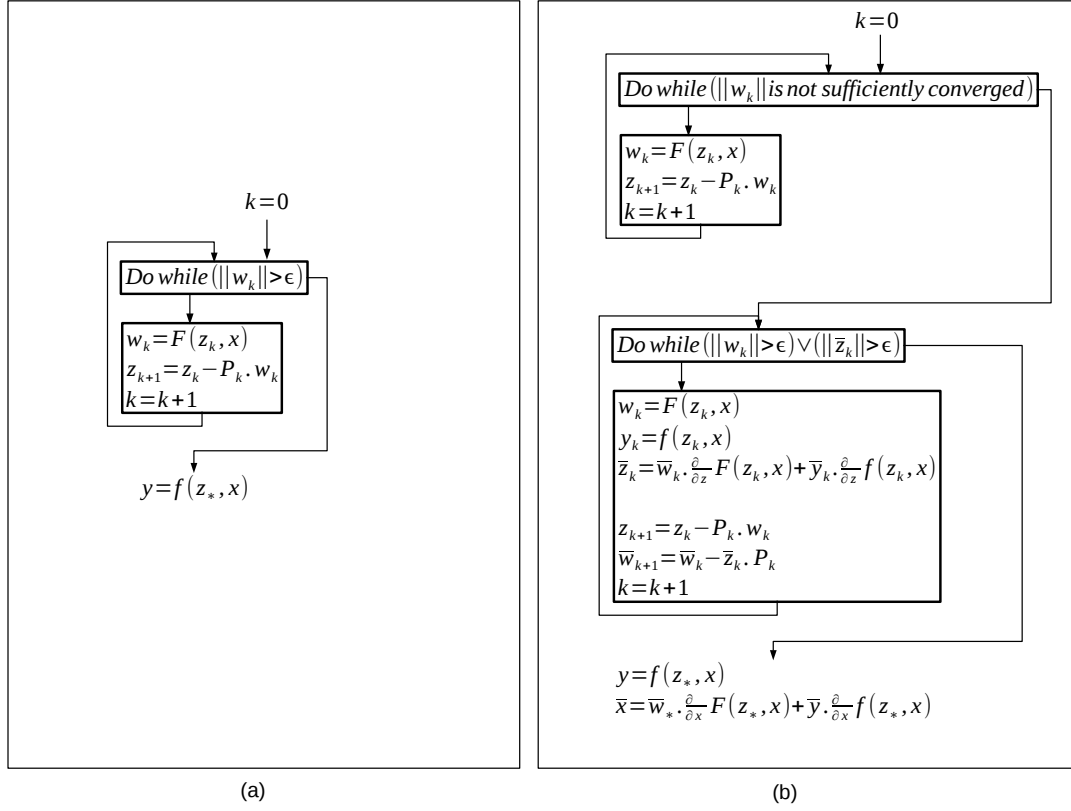 k=0
Do while(||w_k||>ϵ)
w_k=F(z_k,x)
z_{k+1}=z_k−P_k.w_k
k=k+1
y=f(z_*,x)
(a)
k=0
Do while(||w_k||is not sufficiently converged)
w_k=F(z_k,x)
z_{k+1}=z_k−P_k.w_k
k=k+1
Do while(||w_k||>ϵ)∨(||z̅_k||>ϵ)
w_k=F(z_k,x)
y_k=f(z_k,x)
z̅_k=w̅_k.∂/∂z F(z_k,x)+y̅_k.∂/∂z f(z_k,x)
z_{k+1}=z_k−P_k.w_k
w̅_{k+1}=w̅_k−z̅_k.P_k
k=k+1
y=f(z_*,x)
x̅=w̅_*.∂/∂x F(z_*,x)+y̅.∂/∂x f(z_*,x)
(b)